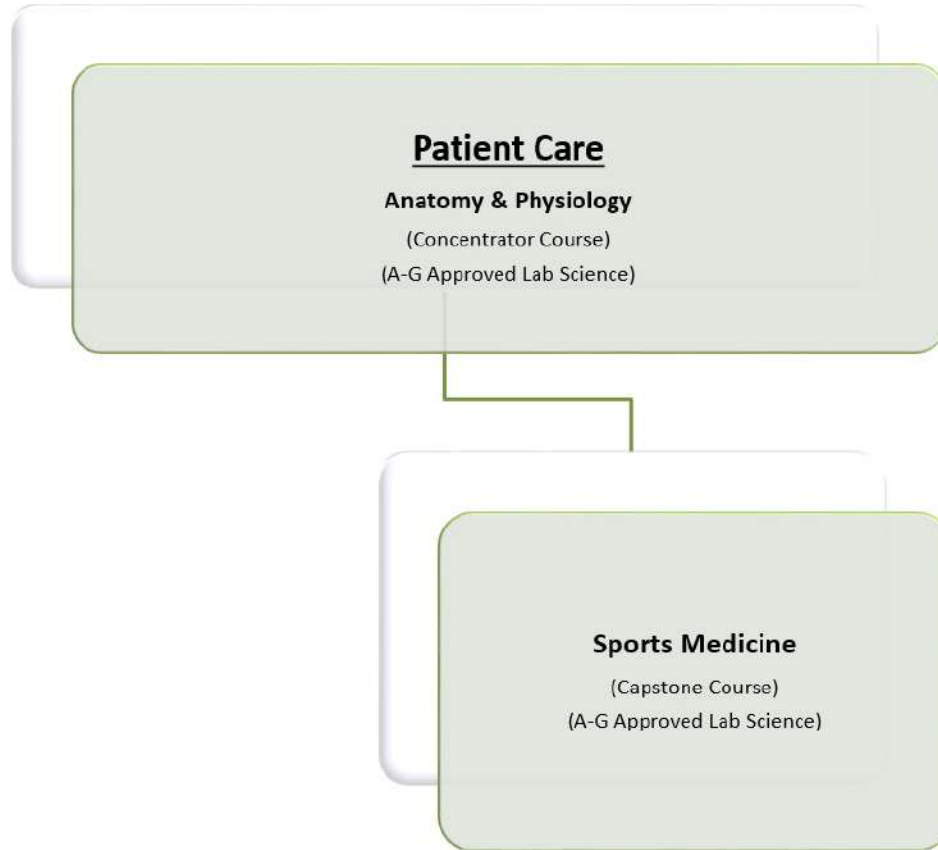 Patient Care
Anatomy & Physiology
(Concentrator Course)
(A-G Approved Lab Science)
Sports Medicine
(Capstone Course)
(A-G Approved Lab Science)